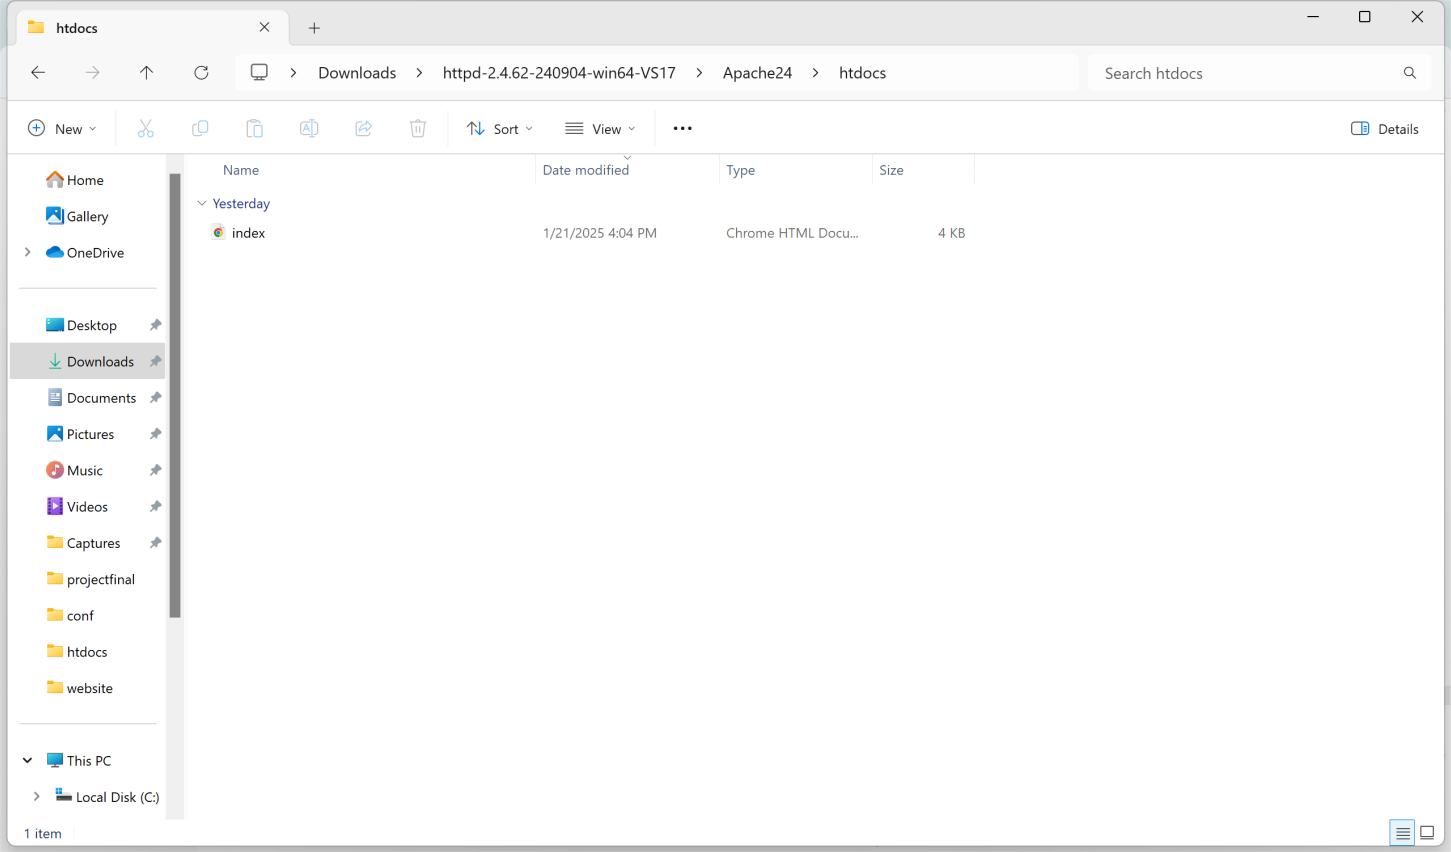 htdocs
Downloads httpd-2.4.62-240904-win64-VS17 Apache24 htdocs
Search htdocs
New Sort View ••• Details
Name Date modified Type Size
Yesterday
index 1/21/2025 4:04 PM Chrome HTML Docu... 4 KB
Home
Gallery
OneDrive
Desktop
Downloads
Documents
Pictures
Music
Videos
Captures
projectfinal
conf
htdocs
website
This PC
Local Disk (C:)
1 item